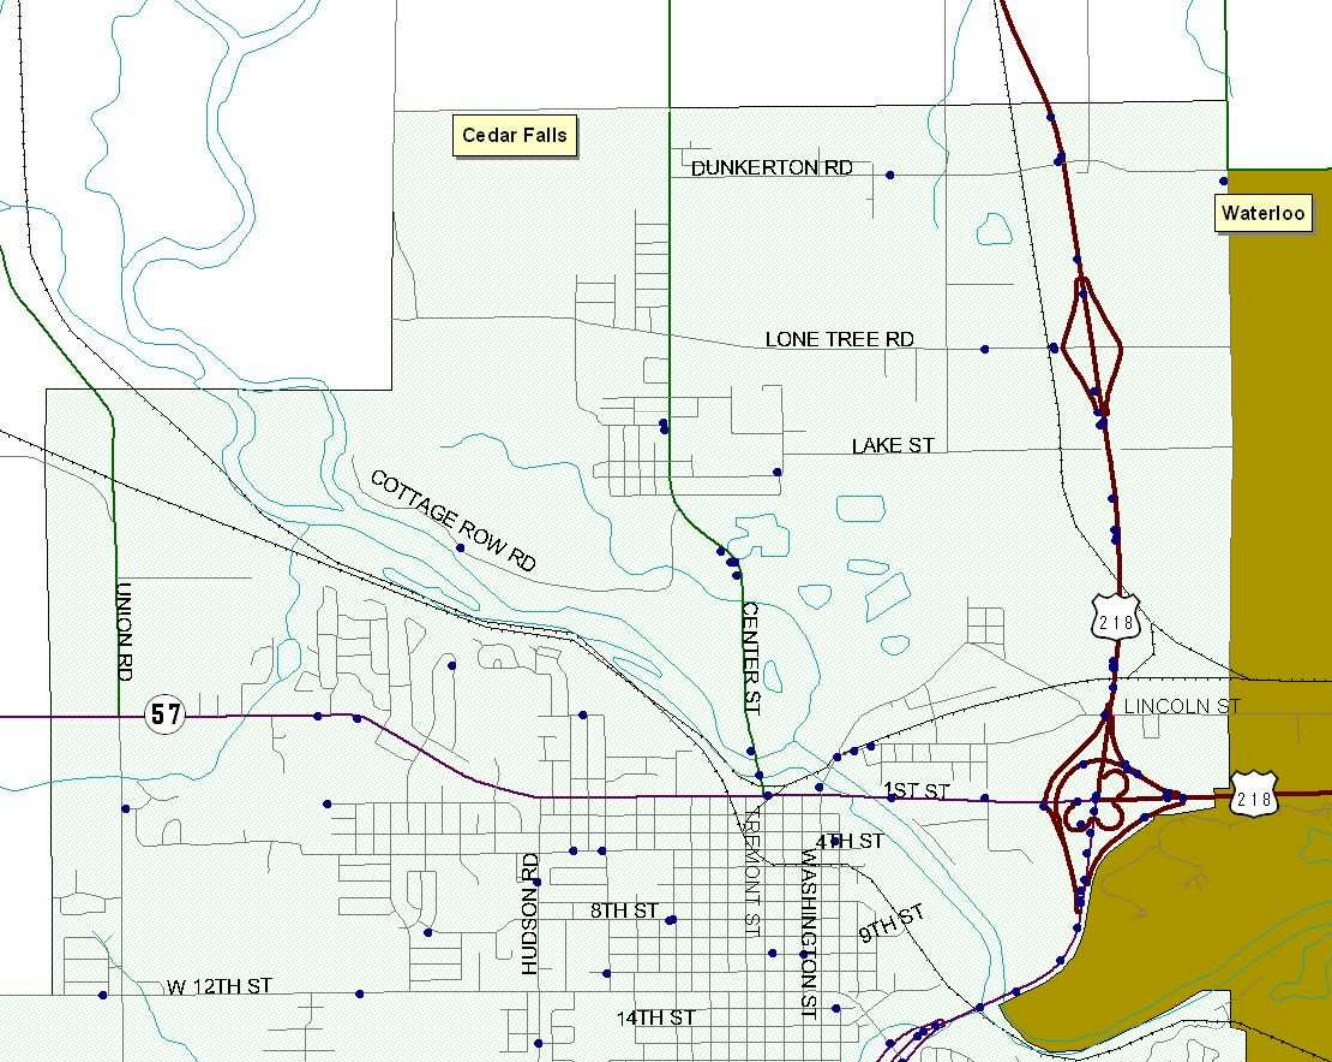 Cedar Falls
DUNKERTON RD
Waterloo
LONE TREE RD
LAKE ST
COTTAGE ROW RD
UNION RD
CENTER ST
218
57
LINCOLN ST
1ST ST
218
TREMONT ST
4TH ST
WASHINGTON ST
HUDSON RD
8TH ST
9TH ST
W 12TH ST
14TH ST